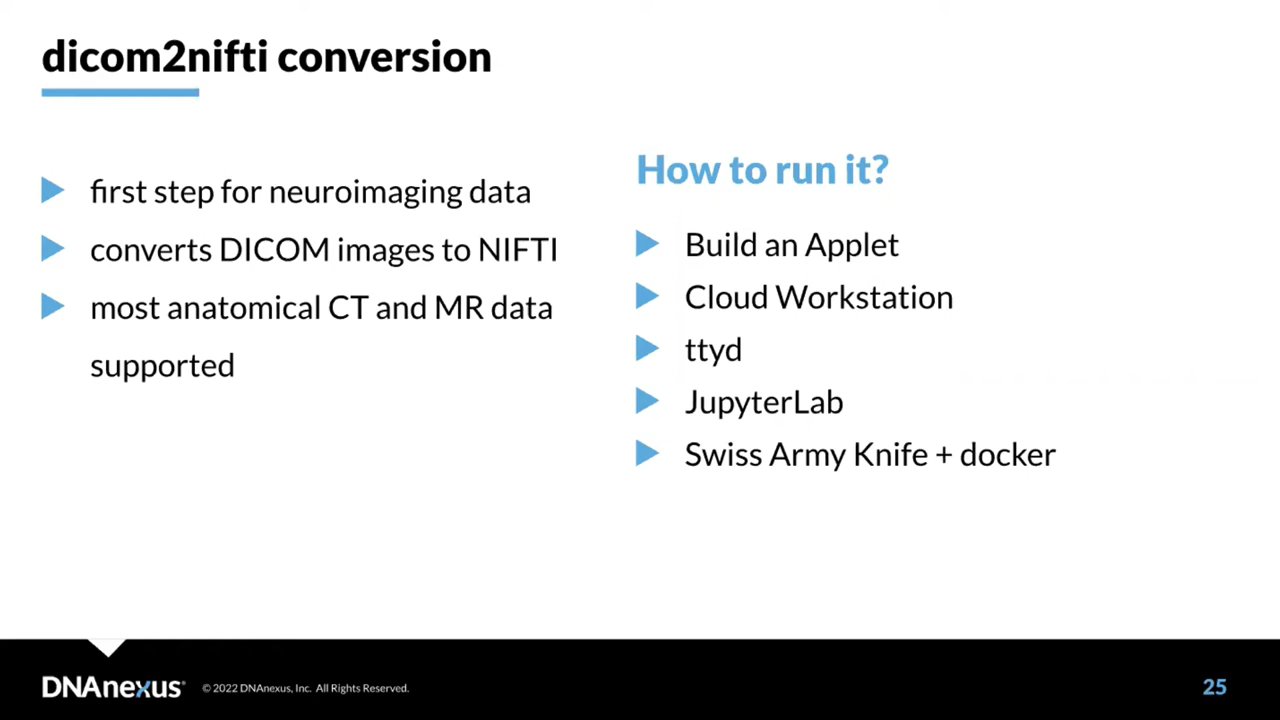 dicom2nifti conversion
first step for neuroimaging data
converts DICOM images to NIFTI
most anatomical CT and MR data
supported
How to run it?
Build an Applet
Cloud Workstation
ttyd
JupyterLab
Swiss Army Knife + docker
DNAnexus® © 2022 DNAnexus, Inc. All Rights Reserved.
25